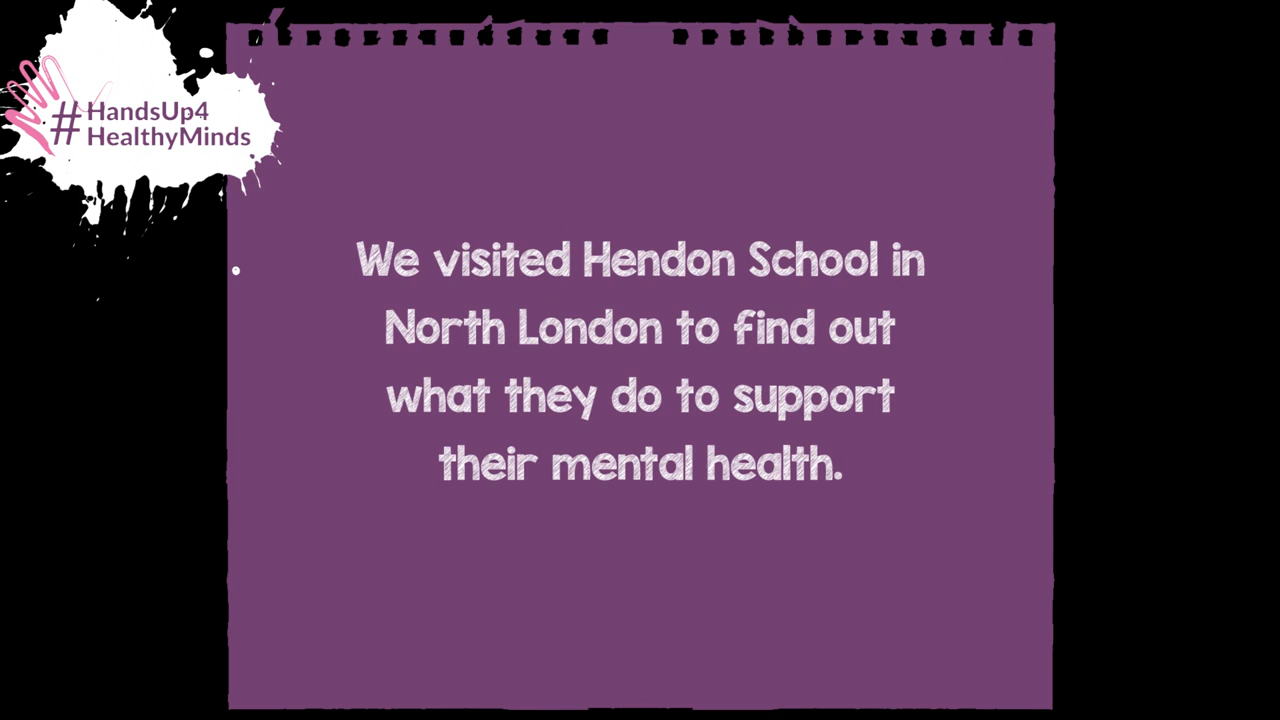 #HandsUp4
HealthyMinds
We visited Hendon School in
North London to find out
what they do to support
their mental health.